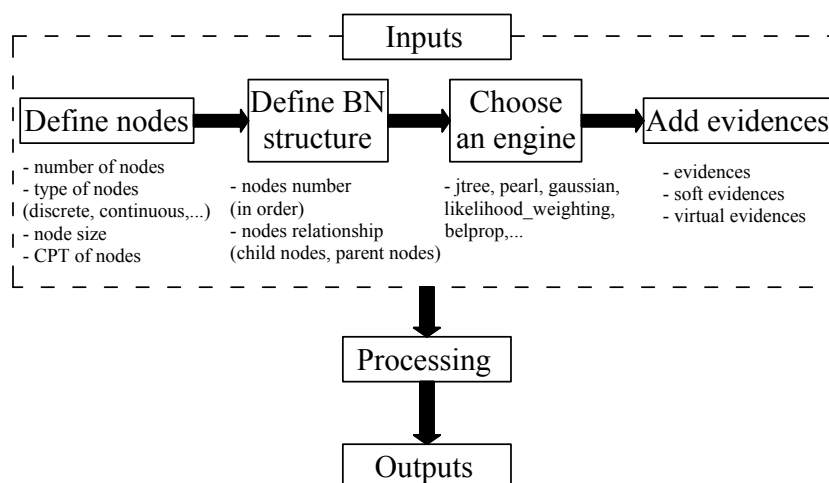 Inputs
Define nodes
- number of nodes
- type of nodes
(discrete, continuous,...)
- node size
- CPT of nodes
Define BN
structure
- nodes number
(in order)
- nodes relationship
(child nodes, parent nodes)
Choose
an engine
- jtree, pearl, gaussian,
likelihood_weighting,
belprop,...
Add evidences
- evidences
- soft evidences
- virtual evidences
Processing
Outputs